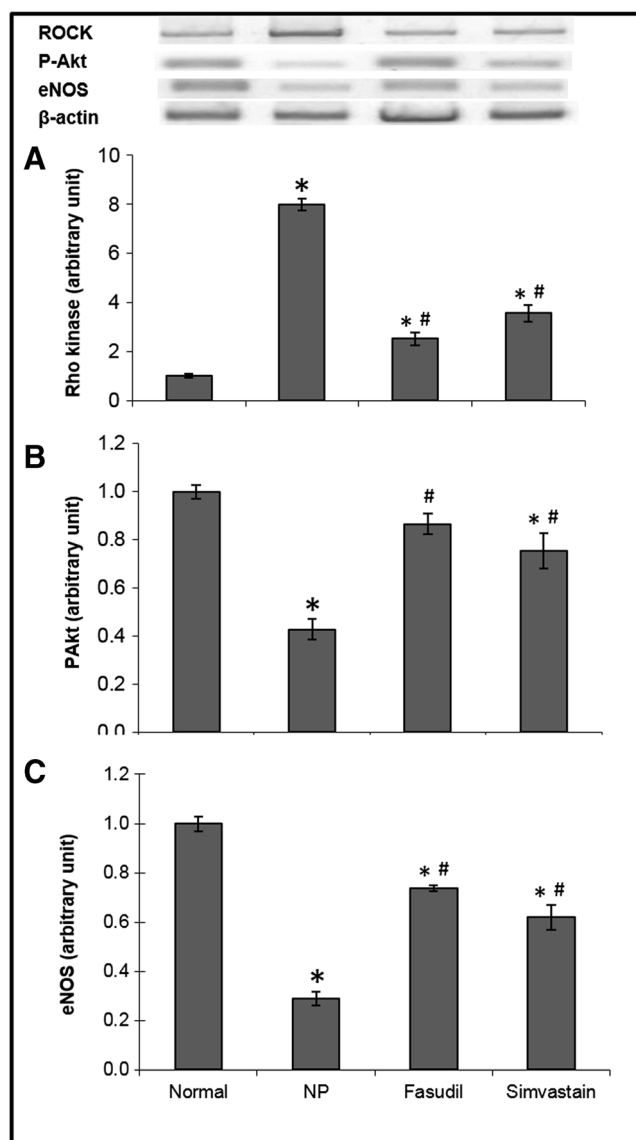 ROCK
P-Akt
eNOS
β-actin
A
Rho kinase (arbitrary unit)
10
8
6
4
2
0
*
* #
* #
B
PAkt (arbitrary unit)
1.2
1.0
0.8
0.6
0.4
0.2
0.0
*
#
* #
C
eNOS (arbitrary unit)
1.2
1.0
0.8
0.6
0.4
0.2
0.0
*
* #
* #
Normal NP Fasudil Simvastain